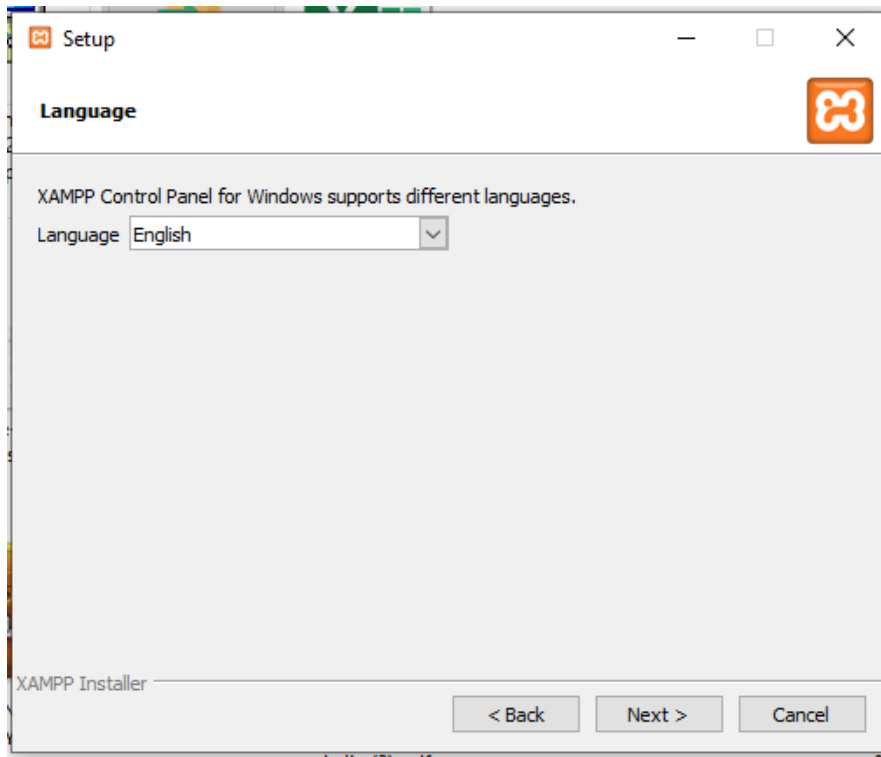 Setup
Language
XAMPP Control Panel for Windows supports different languages.
Language English
XAMPP Installer
< Back Next > Cancel